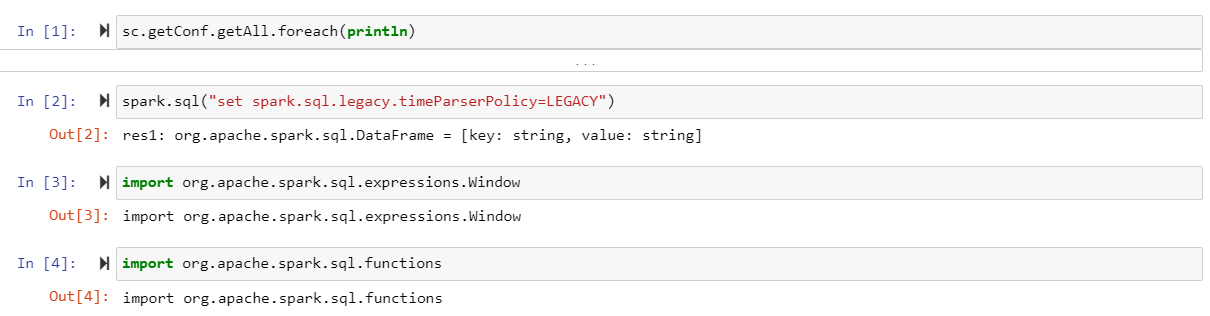 In [1]: sc.getConf.getAll.foreach(println)
...
In [2]: spark.sql("set spark.sql.legacy.timeParserPolicy=LEGACY")
Out[2]: res1: org.apache.spark.sql.DataFrame = [key: string, value: string]
In [3]: import org.apache.spark.sql.expressions.Window
Out[3]: import org.apache.spark.sql.expressions.Window
In [4]: import org.apache.spark.sql.functions
Out[4]: import org.apache.spark.sql.functions